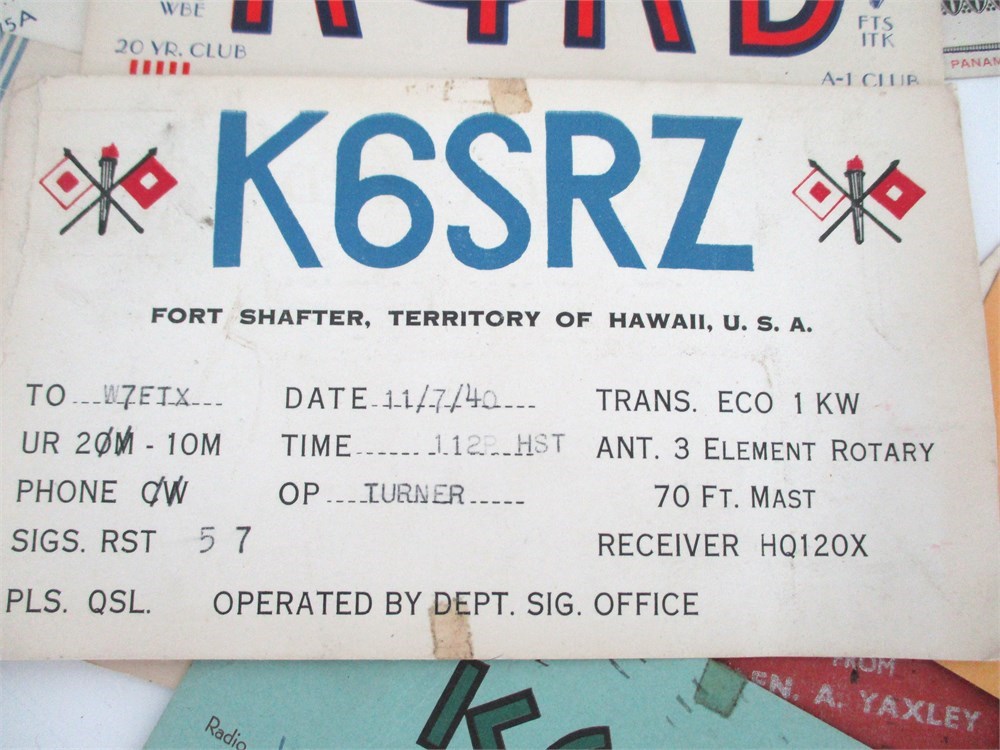 15A
WBE
FTS
ITK
20 YR. CLUB
A-1 CLUB
PANAM
K6SRZ
FORT SHAFTER, TERRITORY OF HAWAII, U. S. A.
TO W7FTX DATE 11/7/40 TRANS. ECO 1 KW
UR 20M - 10M TIME 112P HST ANT. 3 ELEMENT ROTARY
PHONE CW OP TURNER 70 FT. MAST
SIGS. RST 5 7 RECEIVER HQ120X
PLS. QSL. OPERATED BY DEPT. SIG. OFFICE
FROM
EN. A. YAXLEY
Radio